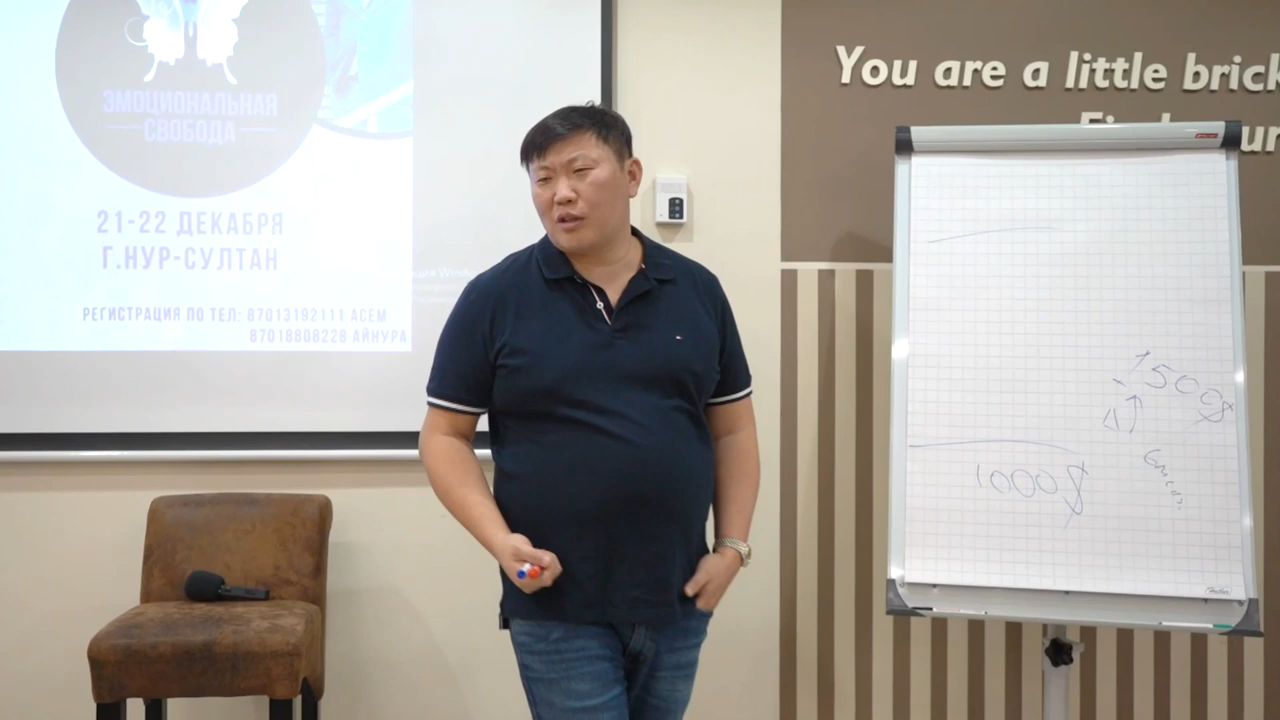 ЭМОЦИОНАЛЬНАЯ
СВОБОДА
21-22 ДЕКАБРЯ
Г.НУР-СУЛТАН
РЕГИСТРАЦИЯ ПО ТЕЛ: 87013192111 АСЕМ
87018808228 АЙНУРА
You are a little brick
1500$
1000$